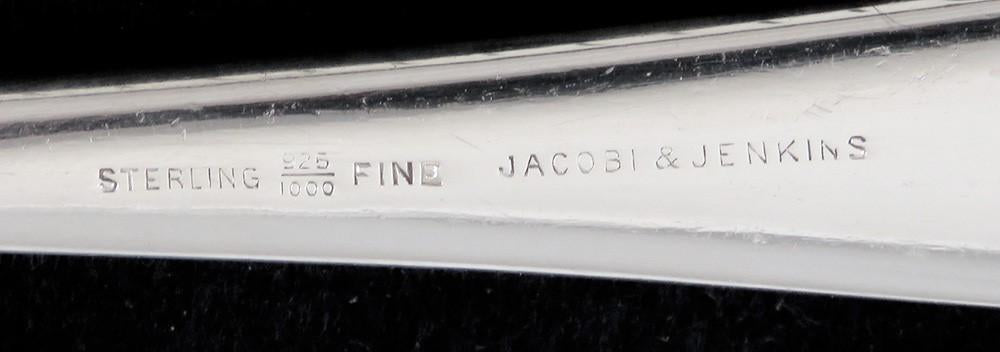 STERLING 925/1000 FINE JACOBI & JENKINS